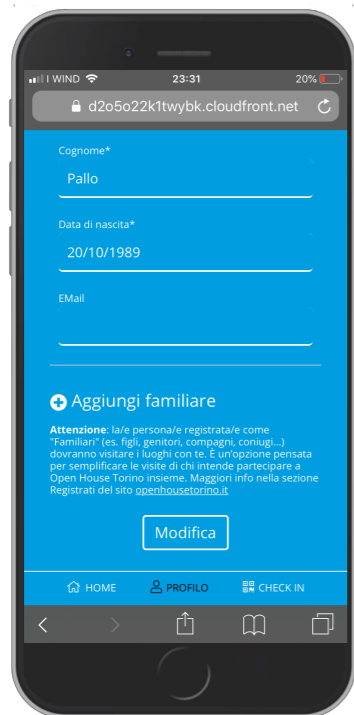 I WIND 23:31 20%
d2o5o22k1twybk.cloudfront.net
Cognome*
Pallo
Data di nascita*
20/10/1989
EMail
Aggiungi familiare
Attenzione: la/e persona/e registrata/e come
"Familiari" (es. figli, genitori, compagni, coniugi...)
dovranno visitare i luoghi con te. È un'opzione pensata
per semplificare le visite di chi intende partecipare a
Open House Torino insieme. Maggiori info nella sezione
Registrati del sito openhousetorino.it
Modifica
HOME PROFILO CHECK IN